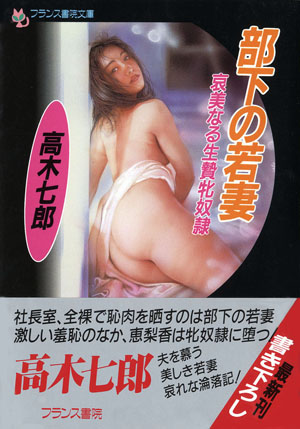 フランス書院文庫
部下の若妻
哀美なる生贄牝奴隷
高木七郎
社長室、全裸で恥肉を晒すのは部下の若妻
激しい羞恥のなか、恵梨香は牝奴隷に堕つ
高木七郎
夫を慕う
美しき若妻
哀れな淪落記!
フランス書院
最新刊
書き下ろし